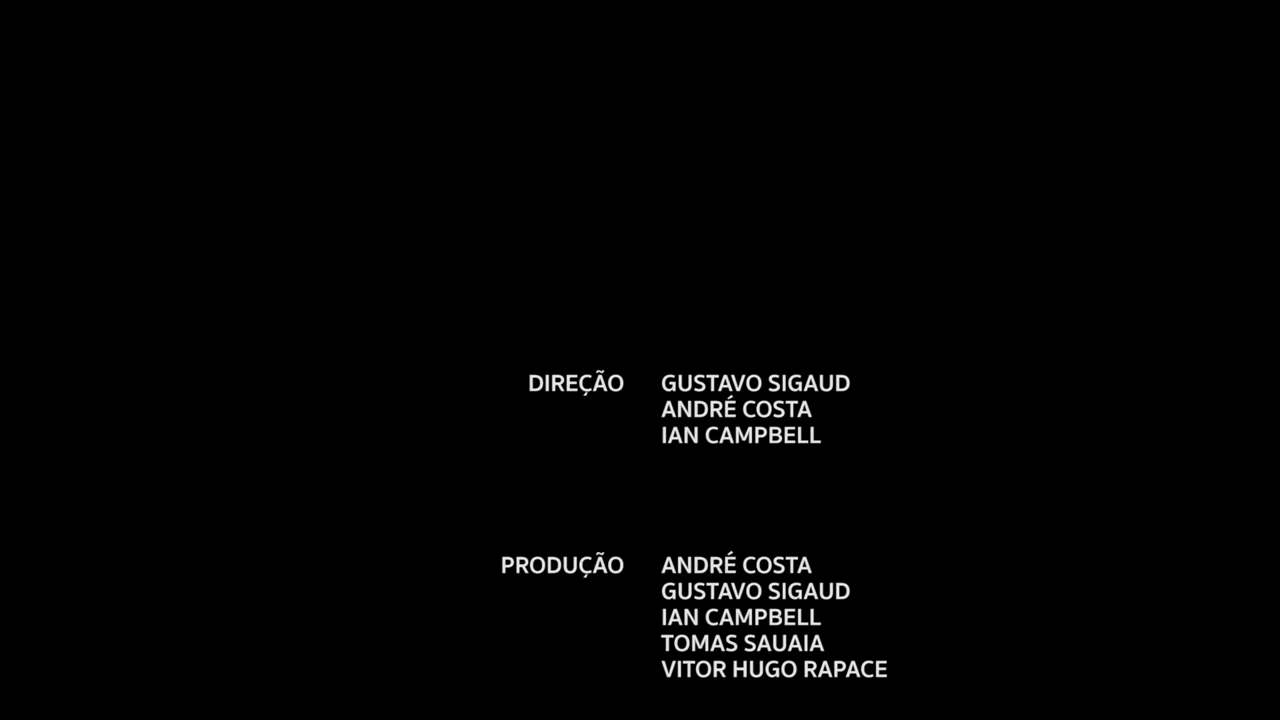 DIREÇÃO GUSTAVO SIGAUD
ANDRÉ COSTA
IAN CAMPBELL
PRODUÇÃO ANDRÉ COSTA
GUSTAVO SIGAUD
IAN CAMPBELL
TOMAS SAUAIA
VITOR HUGO RAPACE